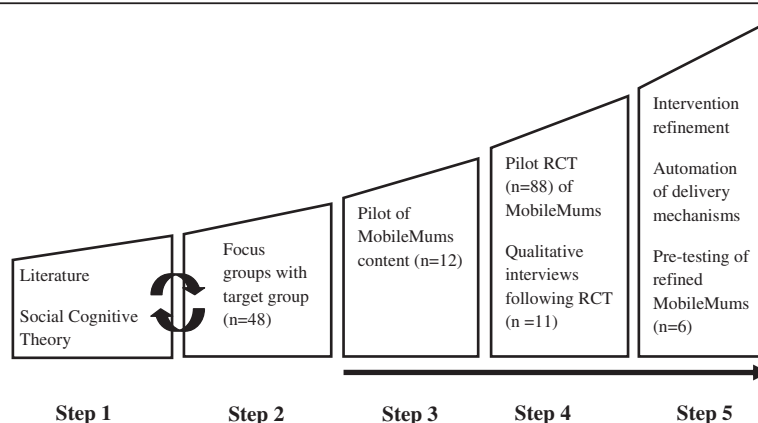 Literature
Social Cognitive
Theory
Focus
groups with
target group
(n=48)
Pilot of
MobileMums
content (n=12)
Pilot RCT
(n=88) of
MobileMums
Qualitative
interviews
following RCT
(n =11)
Intervention
refinement
Automation
of delivery
mechanisms
Pre-testing of
refined
MobileMums
(n=6)
Step 1
Step 2
Step 3
Step 4
Step 5